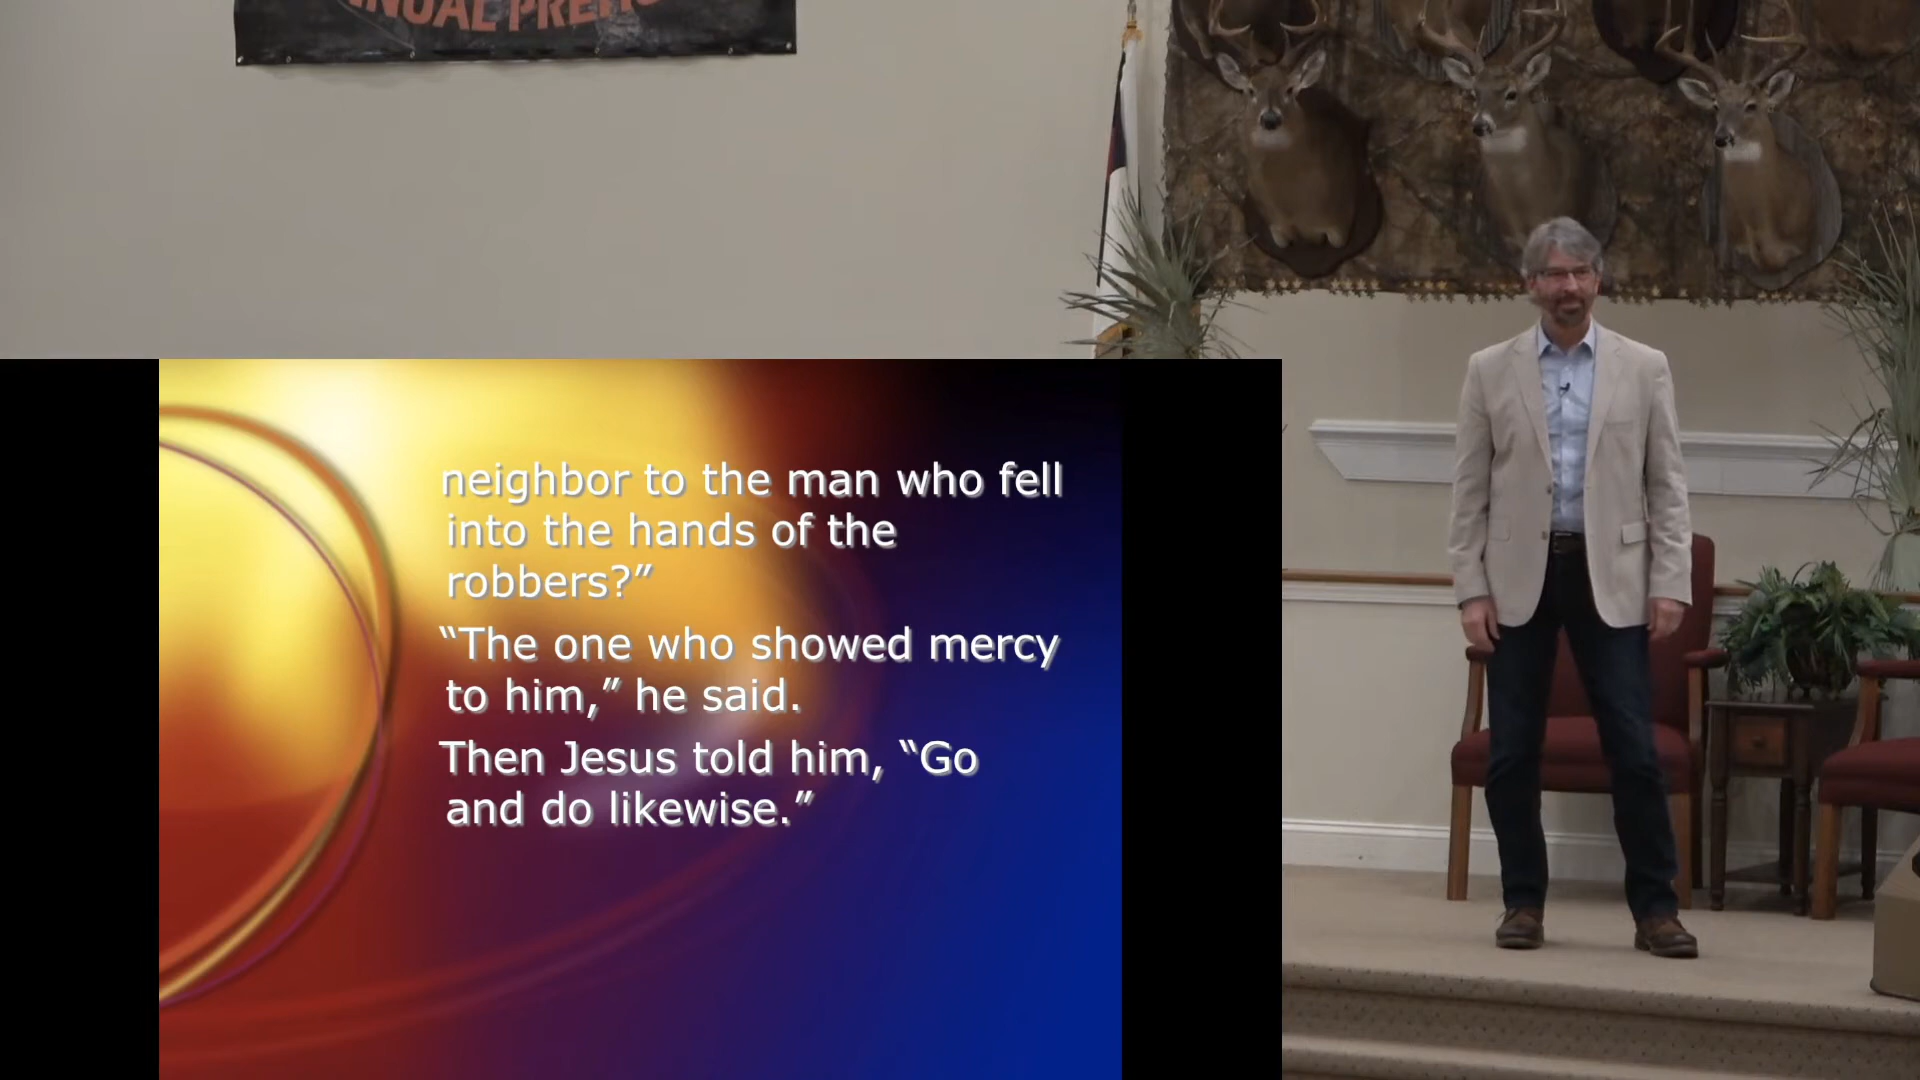 neighbor to the man who fell
into the hands of the
robbers?”
“The one who showed mercy
to him,” he said.
Then Jesus told him, “Go
and do likewise.”